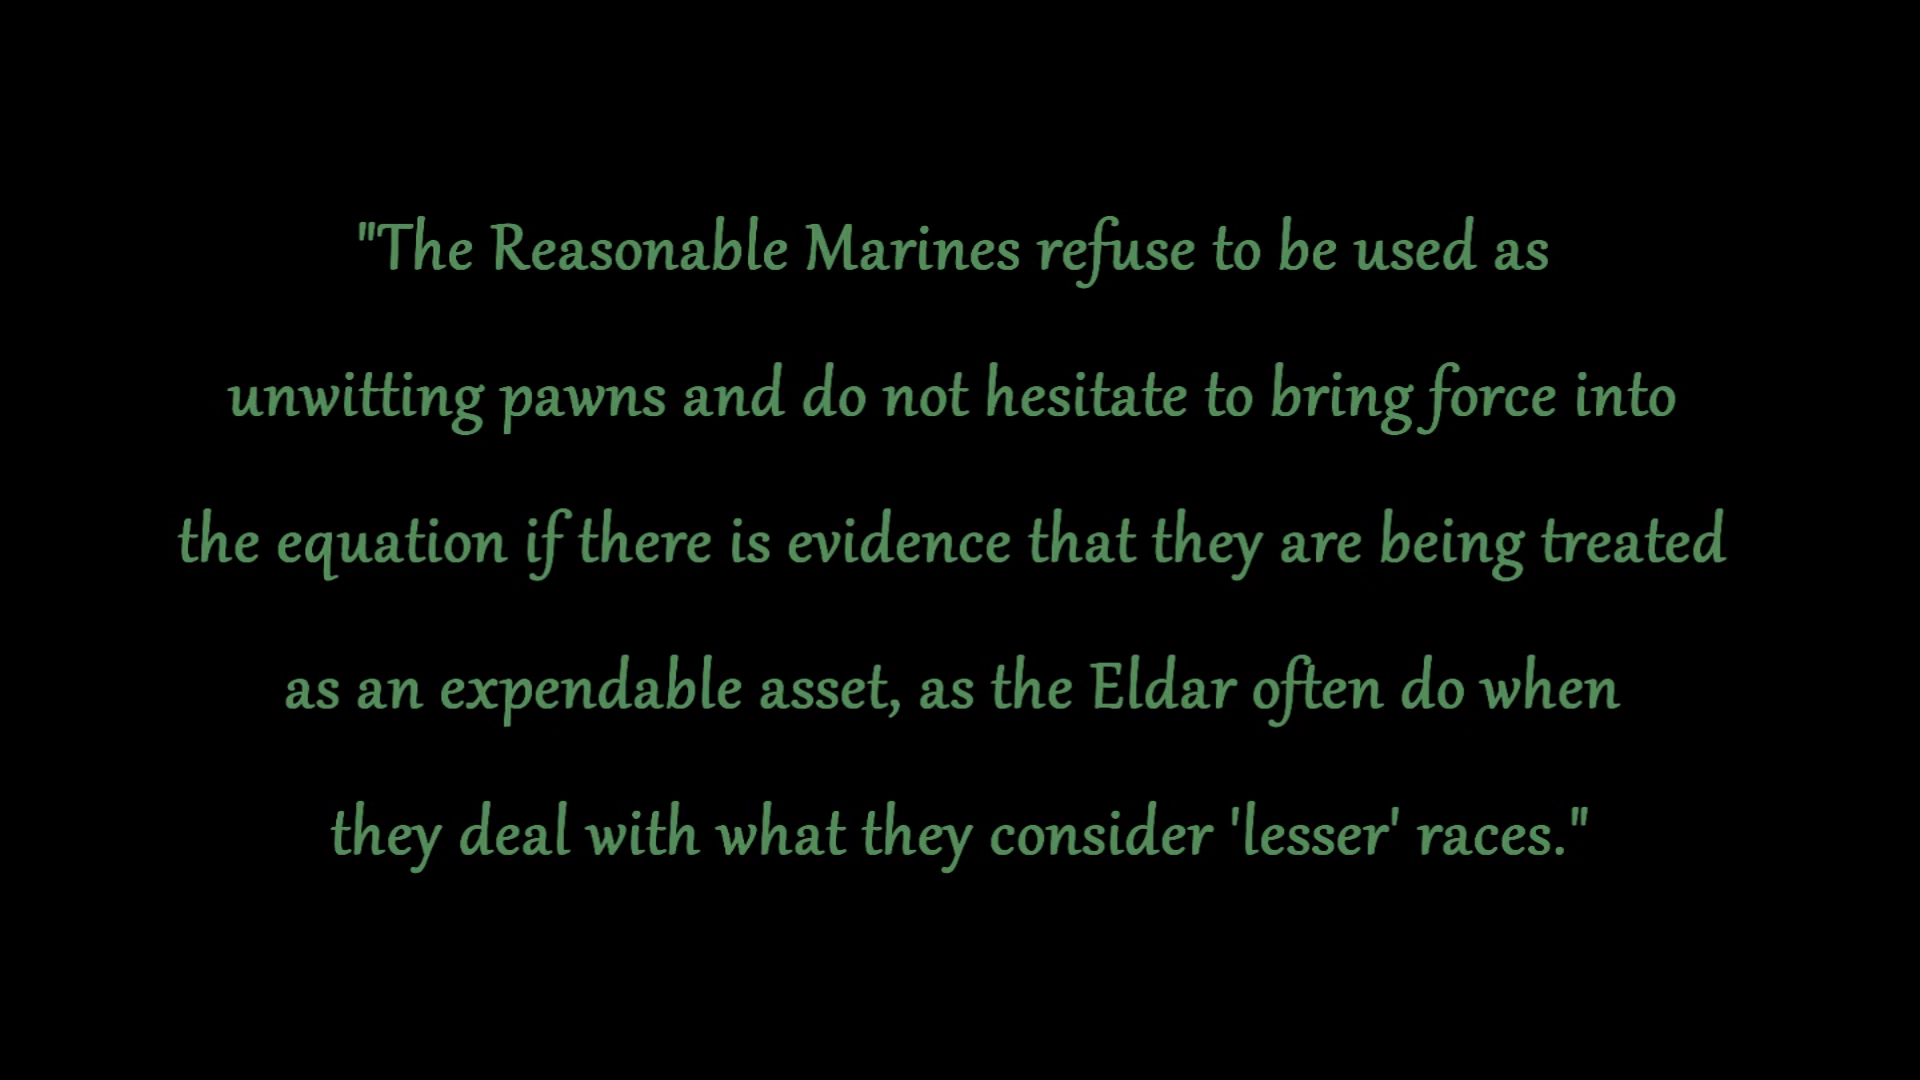 "The Reasonable Marines refuse to be used as
unwitting pawns and do not hesitate to bring force into
the equation if there is evidence that they are being treated
as an expendable asset, as the Eldar often do when
they deal with what they consider 'lesser' races."